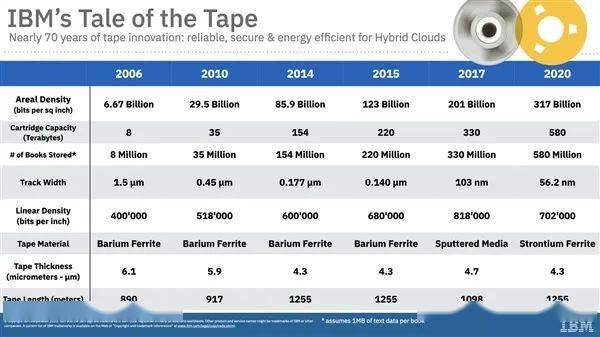 IBM's Tale of the Tape
Nearly 70 years of tape innovation: reliable, secure & energy efficient for Hybrid Clouds
2006 2010 2014 2015 2017 2020
Areal Density (bits per sq inch) 6.67 Billion 29.5 Billion 85.9 Billion 123 Billion 201 Billion 317 Billion
Cartridge Capacity (Terabytes) 8 35 154 220 330 580
# of Books Stored* 8 Million 35 Million 154 Million 220 Million 330 Million 580 Million
Track Width 1.5 µm 0.45 µm 0.177 µm 0.140 µm 103 nm 56.2 nm
Linear Density (bits per inch) 400'000 518'000 600'000 680'000 818'000 702'000
Tape Material Barium Ferrite Barium Ferrite Barium Ferrite Barium Ferrite Sputtered Media Strontium Ferrite
Tape Thickness (micrometers - µm) 6.1 5.9 4.3 4.3 4.7 4.3
Tape Length (meters) 890 917 1255 1255 1098 1255
* assumes 1MB of text data per book
IBM